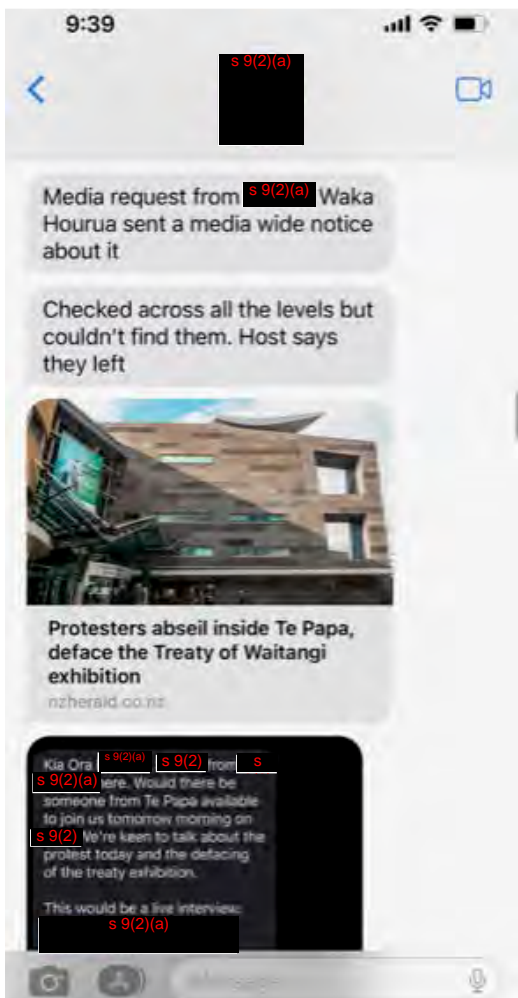 9:39
s 9(2)(a)
Media request from s 9(2)(a) Waka
Hourua sent a media wide notice
about it
Checked across all the levels but
couldn't find them. Host says
they left
Protesters abseil inside Te Papa,
deface the Treaty of Waitangi
exhibition
nzherald.co.nz
Kia Ora s 9(2)(a) s 9(2) from s
s 9(2)(a) here. Would there be
someone from Te Papa available
to join us tomorrow morning on
s 9(2) We're keen to talk about the
protest today and the defacing
of the treaty exhibition.
This would be a live interview:
s 9(2)(a)